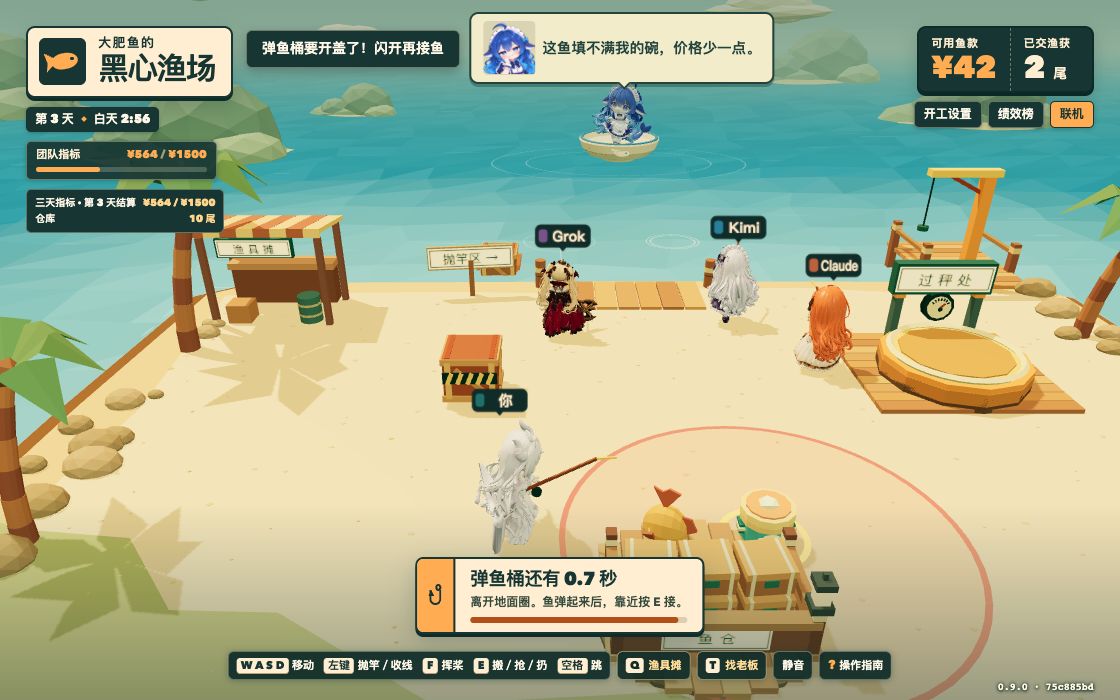 大肥鱼的
黑心渔场
弹鱼桶要开盖了！闪开再接鱼
这鱼填不满我的碗，价格少一点。
可用鱼款
¥42
已交渔获
2 尾
开工设置
绩效榜
联机
第 3 天 • 白天 2:56
团队指标 ¥564 / ¥1500
三天指标 • 第 3 天结算 ¥564 / ¥1500
仓库 10 尾
渔具摊
抛竿区 →
Grok
Kimi
Claude
过秤处
你
弹鱼桶还有 0.7 秒
离开地面圈。鱼弹起来后，靠近按 E 接。
鱼仓
WASD 移动 左键 抛竿 / 收线 F 挥桨 E 搬 / 抢 / 扔 空格 跳
Q 渔具摊
T 找老板
静音
? 操作指南
0.9.0 · 75c885bd